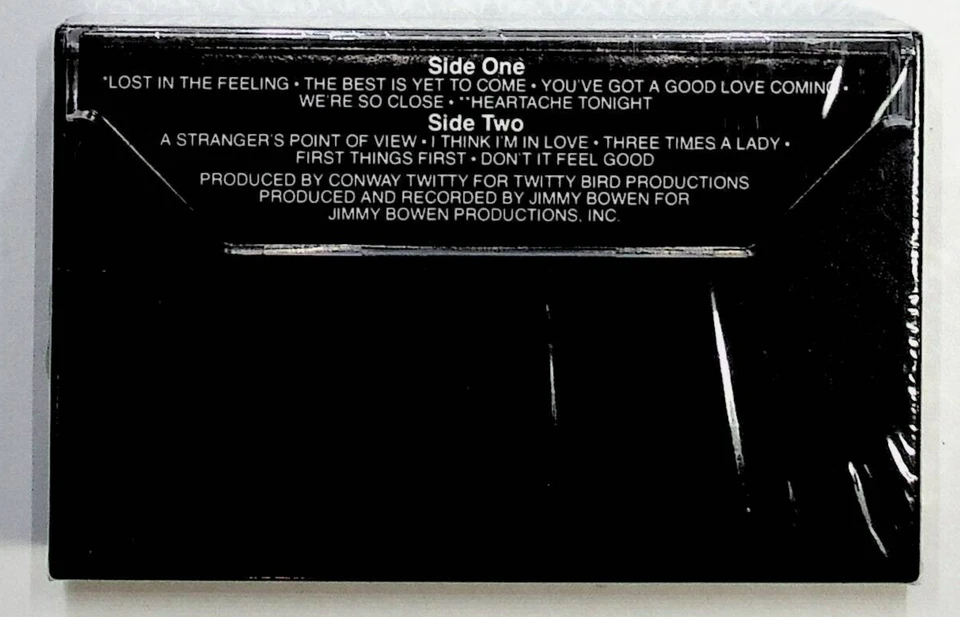 Side One
*LOST IN THE FEELING • THE BEST IS YET TO COME • YOU'VE GOT A GOOD LOVE COMING •
WE'RE SO CLOSE • **HEARTACHE TONIGHT
Side Two
A STRANGER'S POINT OF VIEW • I THINK I'M IN LOVE • THREE TIMES A LADY •
FIRST THINGS FIRST • DON'T IT FEEL GOOD
PRODUCED BY CONWAY TWITTY FOR TWITTY BIRD PRODUCTIONS
PRODUCED AND RECORDED BY JIMMY BOWEN FOR
JIMMY BOWEN PRODUCTIONS, INC.